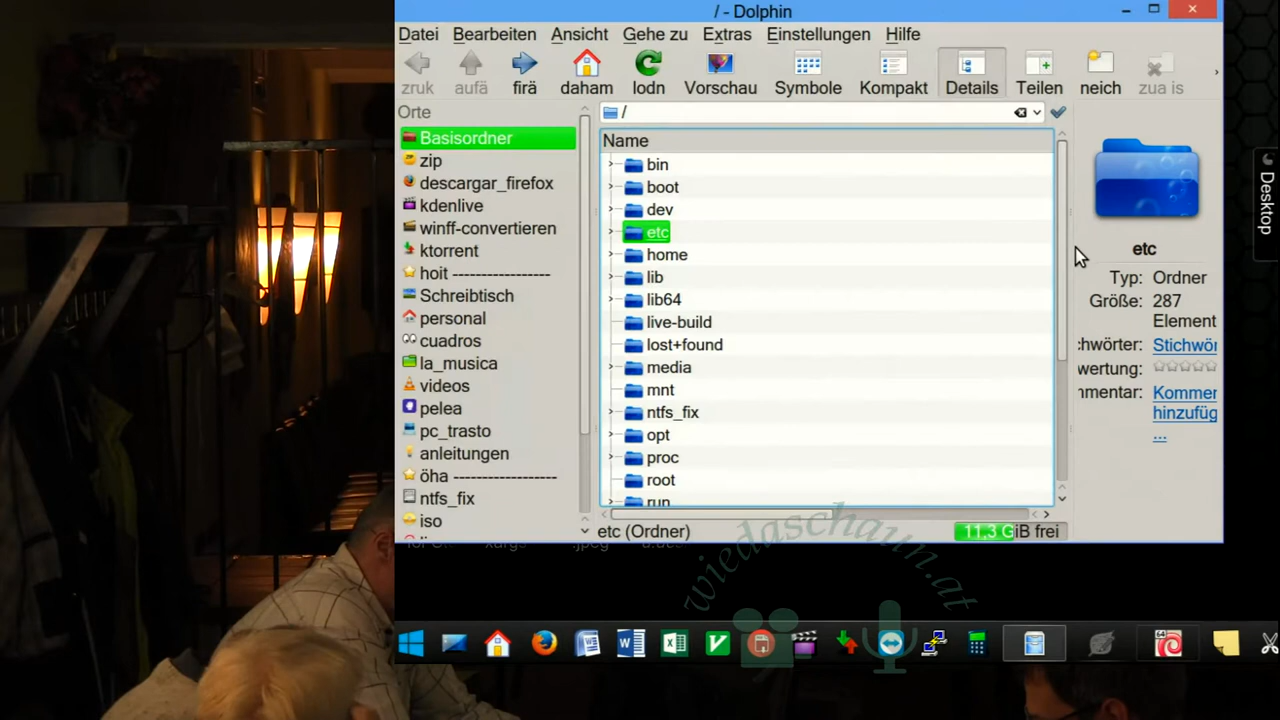 / - Dolphin
Datei Bearbeiten Ansicht Gehe zu Extras Einstellungen Hilfe
zruk aufä firä daham lodn Vorschau Symbole Kompakt Details Teilen neich zua is
Orte
Basisordner
zip
descargar_firefox
kdenlive
winff-convertieren
ktorrent
hoit ------------------
Schreibtisch
personal
cuadros
la_musica
videos
pelea
pc_trasto
anleitungen
öha -------------------
ntfs_fix
iso
/
Name
bin
boot
dev
etc
home
lib
lib64
live-build
lost+found
media
mnt
ntfs_fix
opt
proc
root
run
etc (Ordner)
11,3 GiB frei
etc
Typ: Ordner
Größe: 287
Element
chwörter: Stichwör
wertung:
nmentar: Kommen
hinzufüg
...
Desktop
wiedaschaun.at